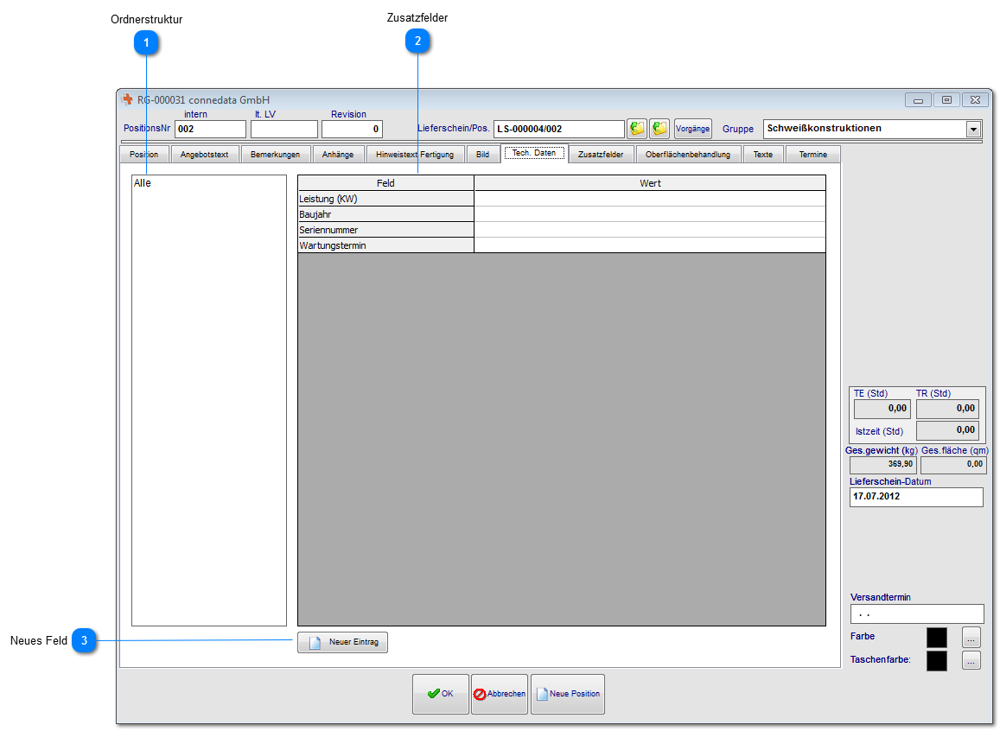 Ordnerstruktur
Zusatzfelder
1
2
RG-000031 connedata GmbH
intern lt. LV Revision
PositionsNr 002 0 Lieferschein/Pos. LS-000004/002 Vorgänge Gruppe Schweißkonstruktionen
Position Angebotstext Bemerkungen Anhänge Hinweistext Fertigung Bild Tech. Daten Zusatzfelder Oberflächenbehandlung Texte Termine
Alle
Feld Wert
Leistung (KW)
Baujahr
Seriennummer
Wartungstermin
TE (Std) TR (Std)
0,00 0,00
Istzeit (Std) 0,00
Ges.gewicht (kg) Ges.fläche (qm)
369,90 0,00
Lieferschein-Datum
17.07.2012
Versandtermin
. .
Farbe ...
Taschenfarbe: ...
Neues Feld 3
Neuer Eintrag
OK Abbrechen Neue Position